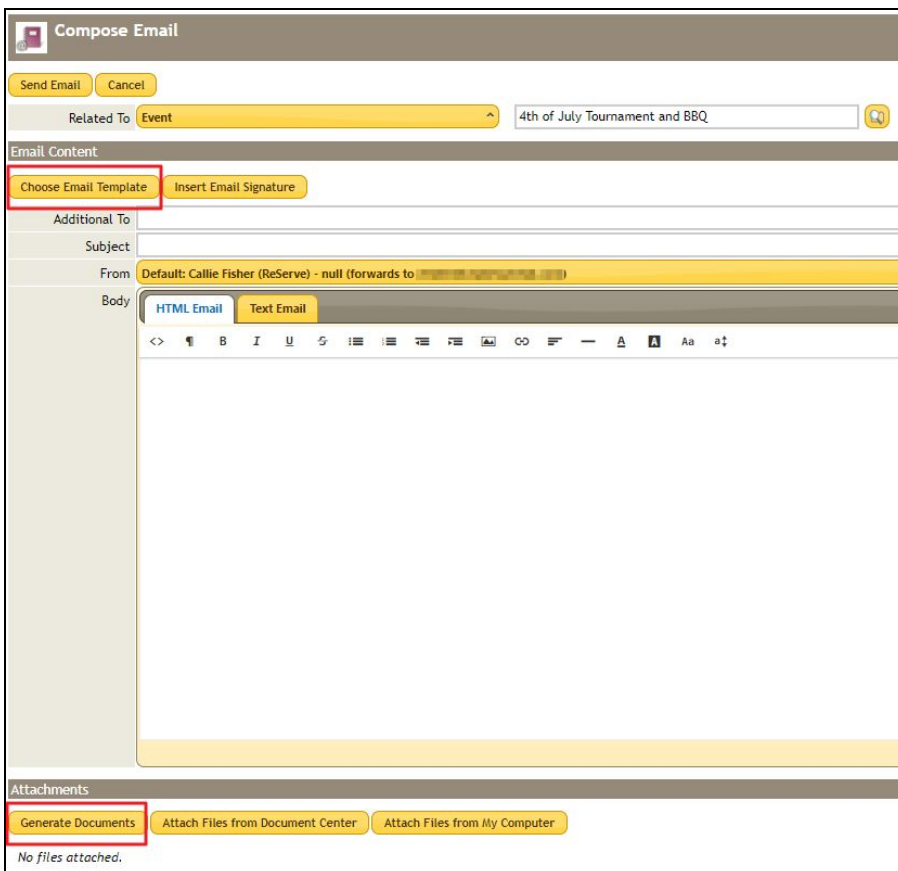 Compose Email
Send Email Cancel
Related To Event 4th of July Tournament and BBQ
Email Content
Choose Email Template Insert Email Signature
Additional To
Subject
From Default: Callie Fisher (ReServe) - null (forwards to )
Body HTML Email Text Email
<> ¶ B I U S A A Aa a
Attachments
Generate Documents Attach Files from Document Center Attach Files from My Computer
No files attached.